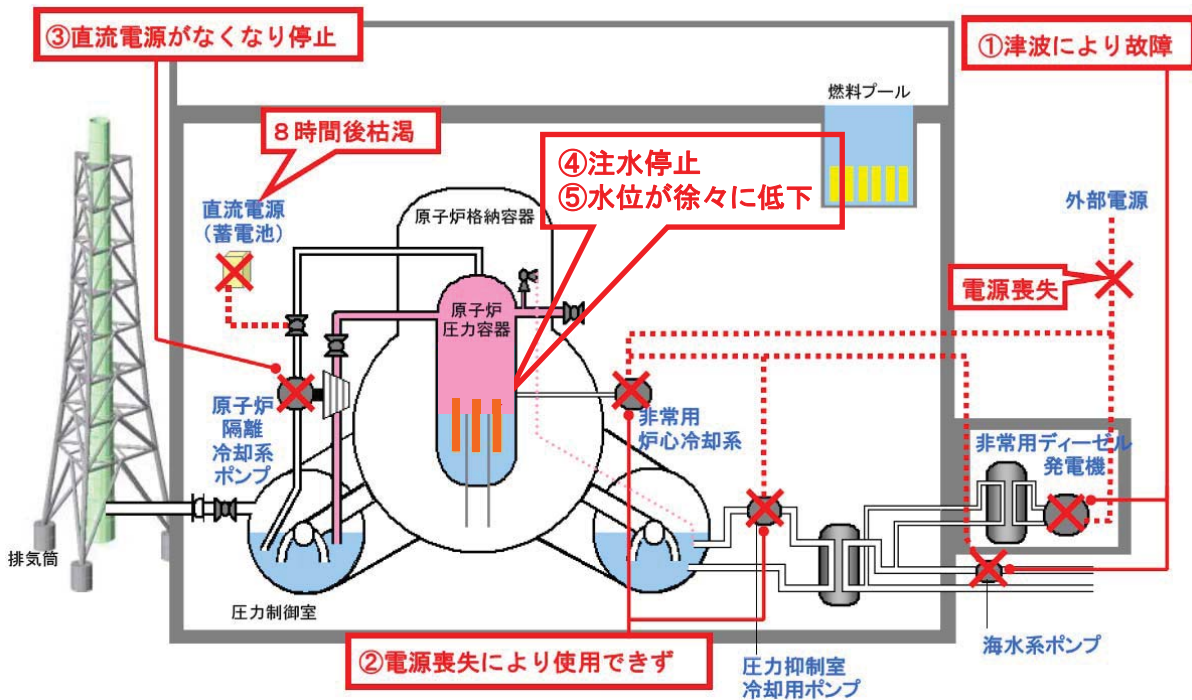 ③直流電源がなくなり停止
①津波により故障
燃料プール
８時間後枯渇
④注水停止
⑤水位が徐々に低下
直流電源
（蓄電池）
原子炉格納容器
外部電源
電源喪失
原子炉
圧力容器
原子炉
隔離
冷却系
ポンプ
非常用
炉心冷却系
非常用ディーゼル
発電機
排気筒
圧力制御室
②電源喪失により使用できず
圧力抑制室
冷却用ポンプ
海水系ポンプ